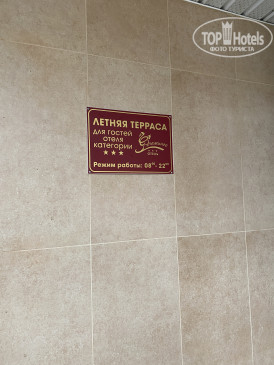 TOP Hotels
ФОТО ТУРИСТА
ЛЕТНЯЯ ТЕРРАСА
для гостей
отеля
категории
★★★
Режим работы: 08⁰⁰- 22⁰⁰